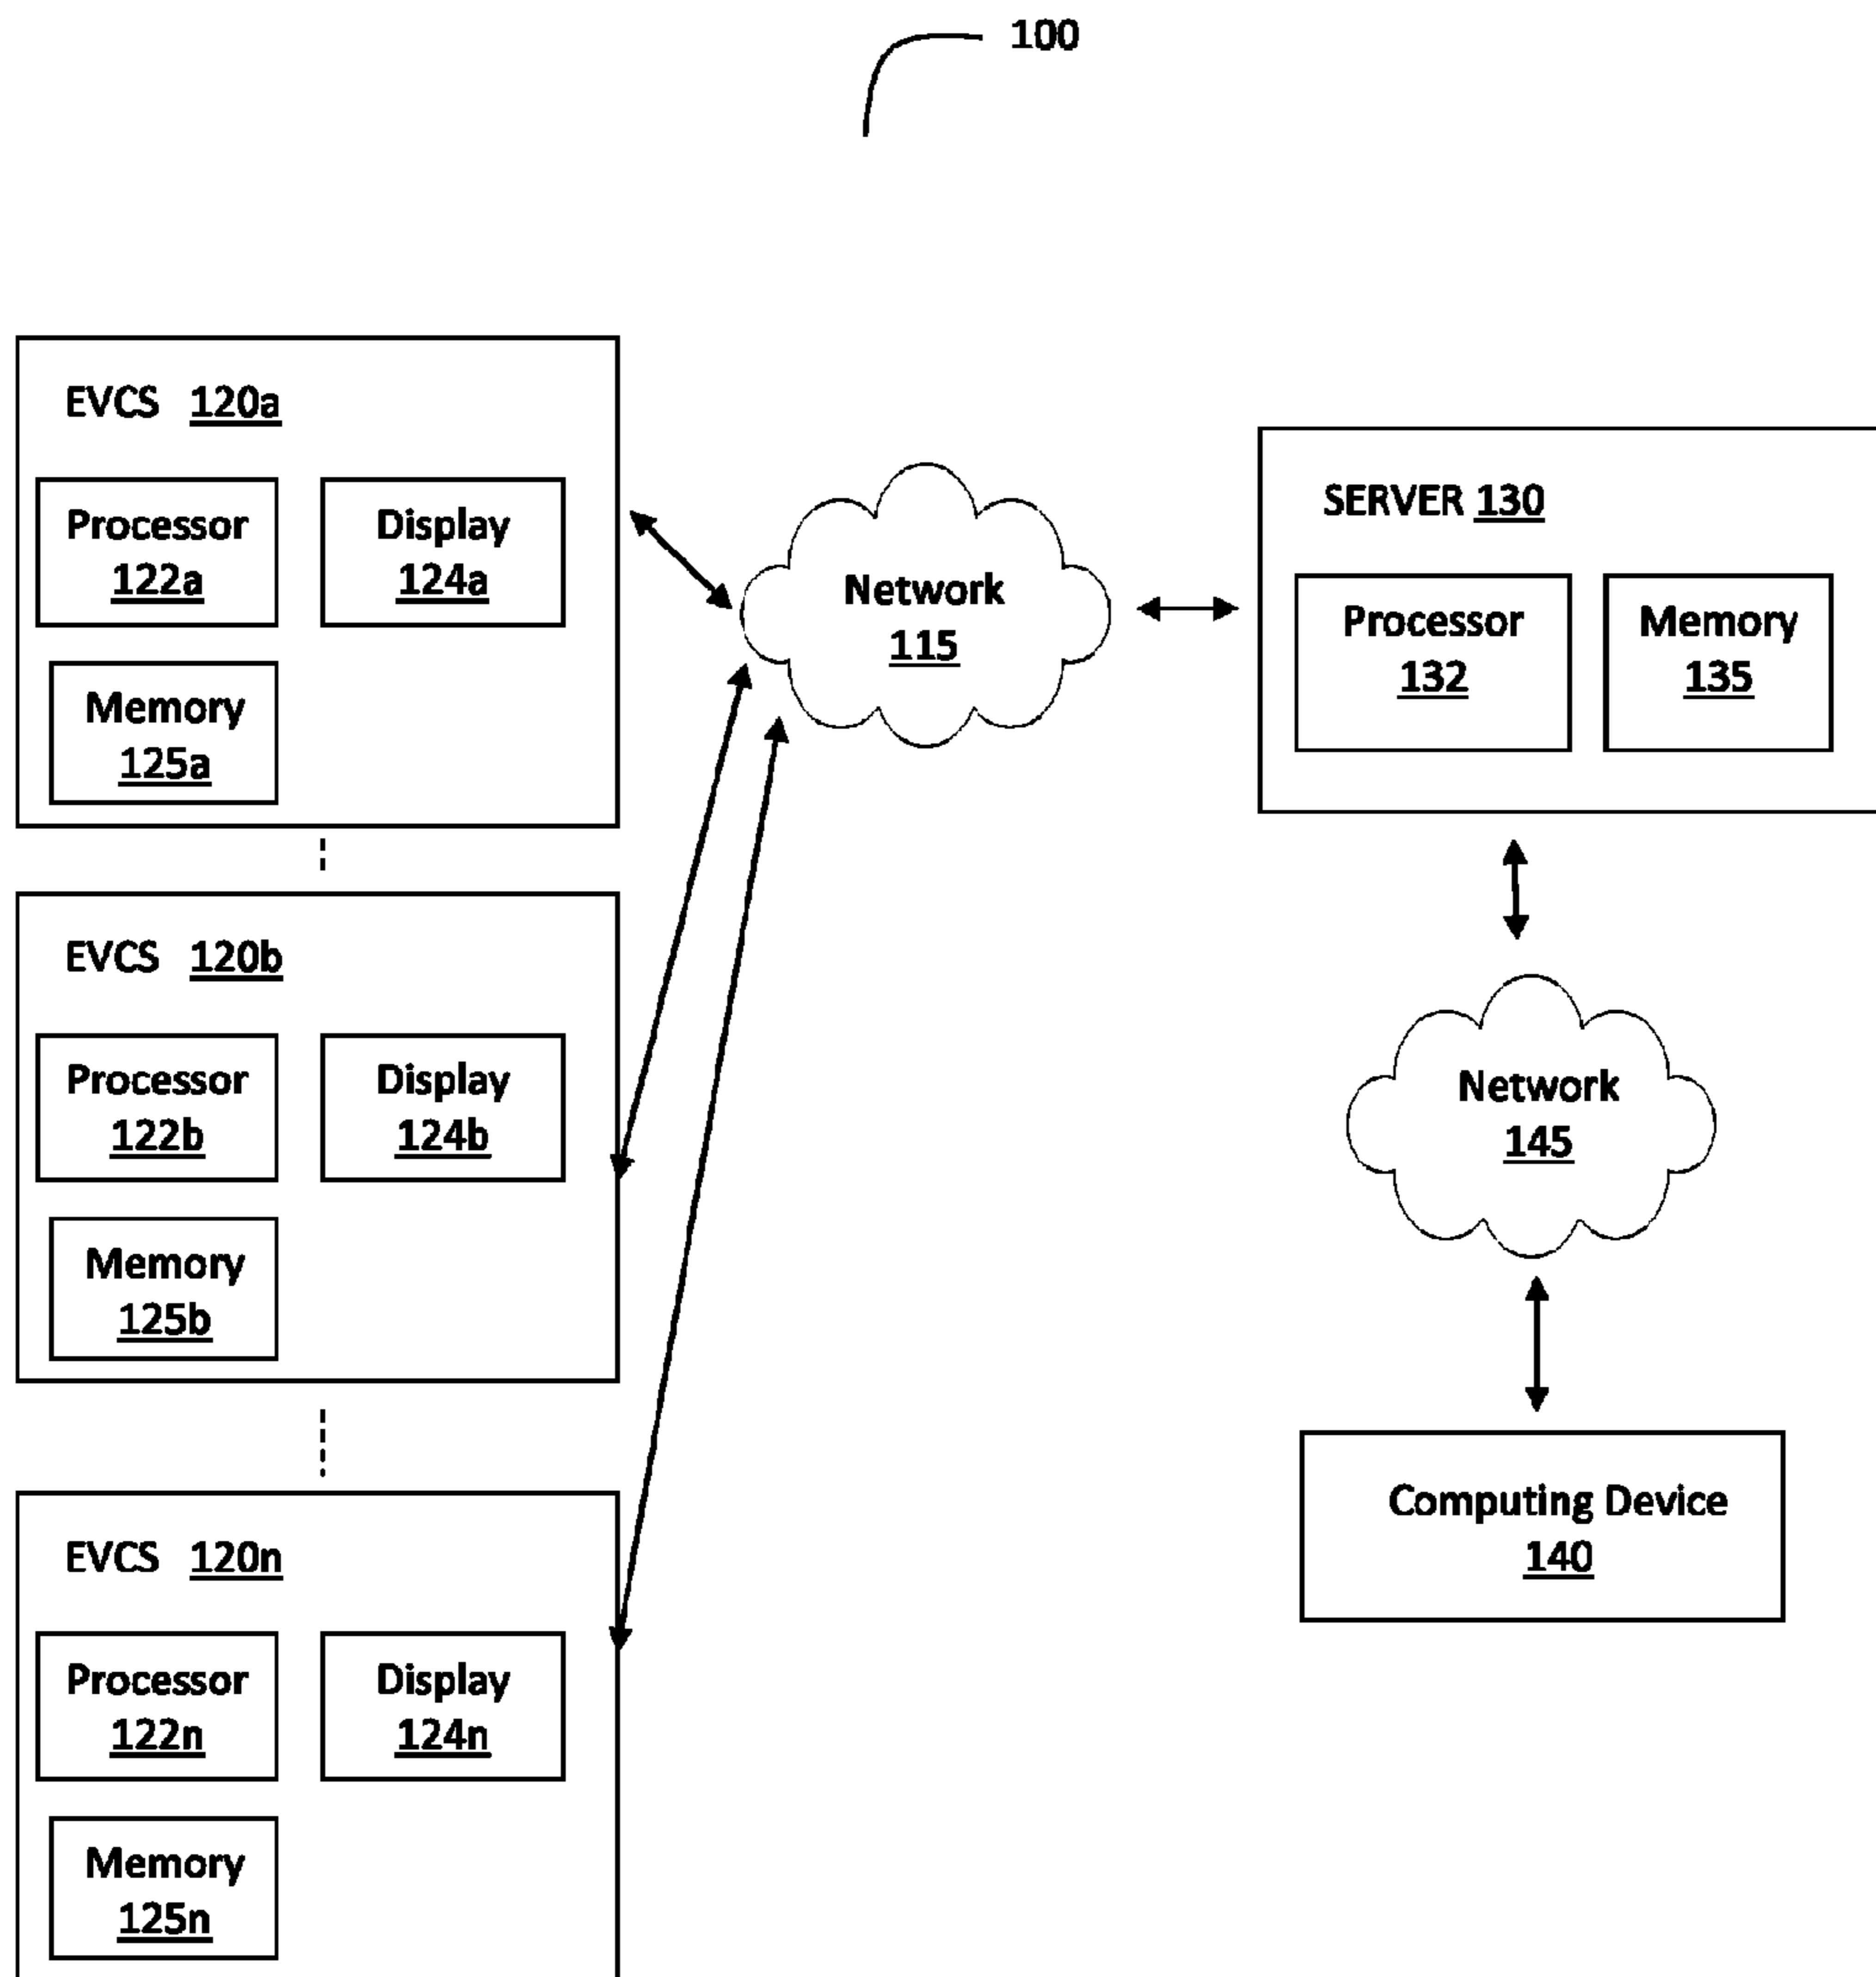 100
EVCS 120a
Processor
122a
Display
124a
Memory
125a
EVCS 120b
Processor
122b
Display
124b
Memory
125b
EVCS 120n
Processor
122n
Display
124n
Memory
125n
Network
115
SERVER 130
Processor
132
Memory
135
Network
145
Computing Device
140